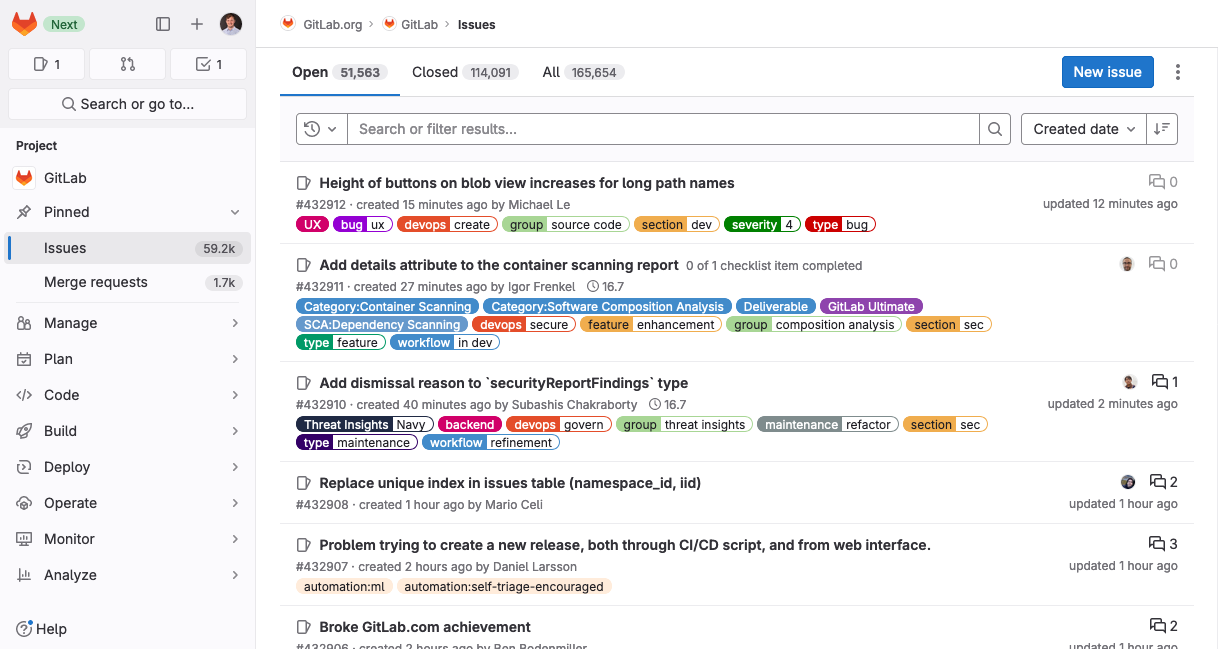 Next
1
1
Search or go to...
Project
GitLab
Pinned
Issues 59.2k
Merge requests 1.7k
Manage
Plan
Code
Build
Deploy
Operate
Monitor
Analyze
Help
GitLab.org › GitLab › Issues
Open 51,563 Closed 114,091 All 165,654 New issue
Search or filter results... Created date
Height of buttons on blob view increases for long path names 0
#432912 · created 15 minutes ago by Michael Le updated 12 minutes ago
UX bug ux devops create group source code section dev severity 4 type bug
Add details attribute to the container scanning report 0 of 1 checklist item completed 0
#432911 · created 27 minutes ago by Igor Frenkel 16.7
Category:Container Scanning Category:Software Composition Analysis Deliverable GitLab Ultimate
SCA:Dependency Scanning devops secure feature enhancement group composition analysis section sec
type feature workflow in dev
Add dismissal reason to `securityReportFindings` type 1
#432910 · created 40 minutes ago by Subashis Chakraborty 16.7 updated 2 minutes ago
Threat Insights Navy backend devops govern group threat insights maintenance refactor section sec
type maintenance workflow refinement
Replace unique index in issues table (namespace_id, iid) 2
#432908 · created 1 hour ago by Mario Celi updated 1 hour ago
Problem trying to create a new release, both through CI/CD script, and from web interface. 3
#432907 · created 2 hours ago by Daniel Larsson updated 1 hour ago
automation:ml automation:self-triage-encouraged
Broke GitLab.com achievement 2
#432906 · created 2 hours ago by Ben Bodenmiller updated 1 hour ago